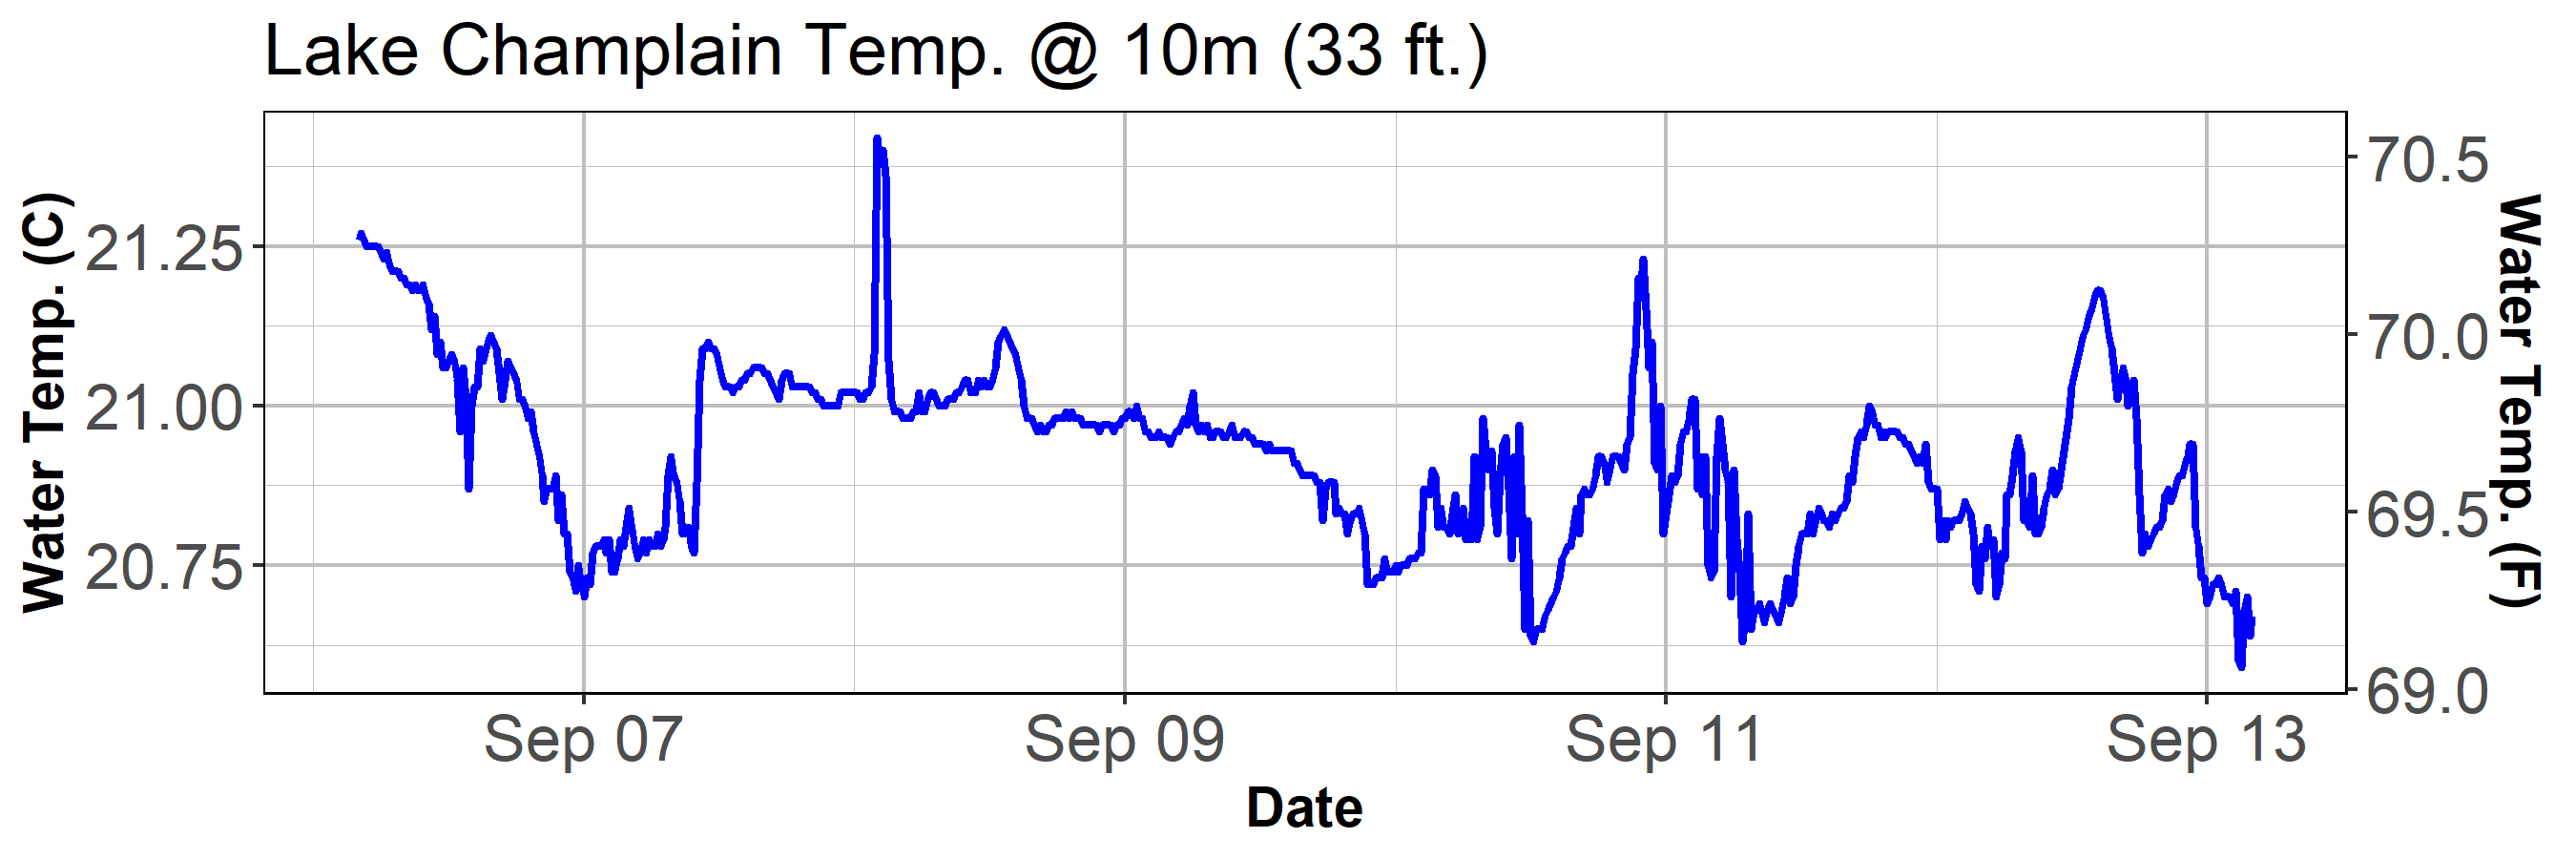 Lake Champlain Temp. @ 10m (33 ft.)
Water Temp. (C)
21.25
21.00
20.75
70.5
70.0
69.5
69.0
Water Temp. (F)
Sep 07 Sep 09 Sep 11 Sep 13
Date